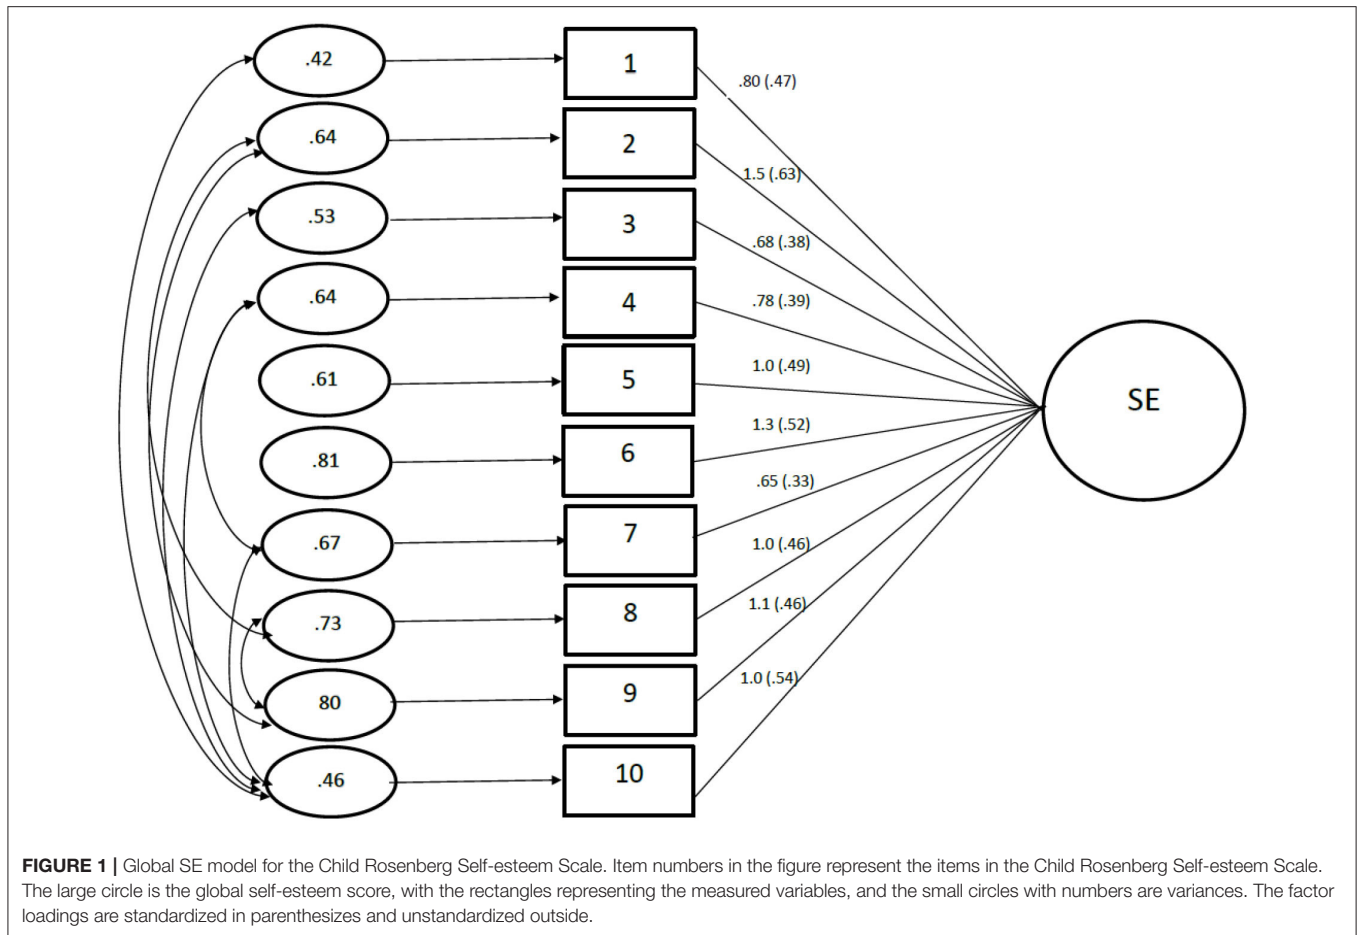 .42 1 .80 (.47)
.64 2 1.5 (.63)
.53 3 .68 (.38)
.64 4 .78 (.39)
.61 5 1.0 (.49)
.81 6 1.3 (.52)
.67 7 .65 (.33)
.73 8 1.0 (.46)
80 9 1.1 (.46)
.46 10 1.0 (.54)
SE
FIGURE 1 | Global SE model for the Child Rosenberg Self-esteem Scale. Item numbers in the figure represent the items in the Child Rosenberg Self-esteem Scale.
The large circle is the global self-esteem score, with the rectangles representing the measured variables, and the small circles with numbers are variances. The factor
loadings are standardized in parenthesizes and unstandardized outside.